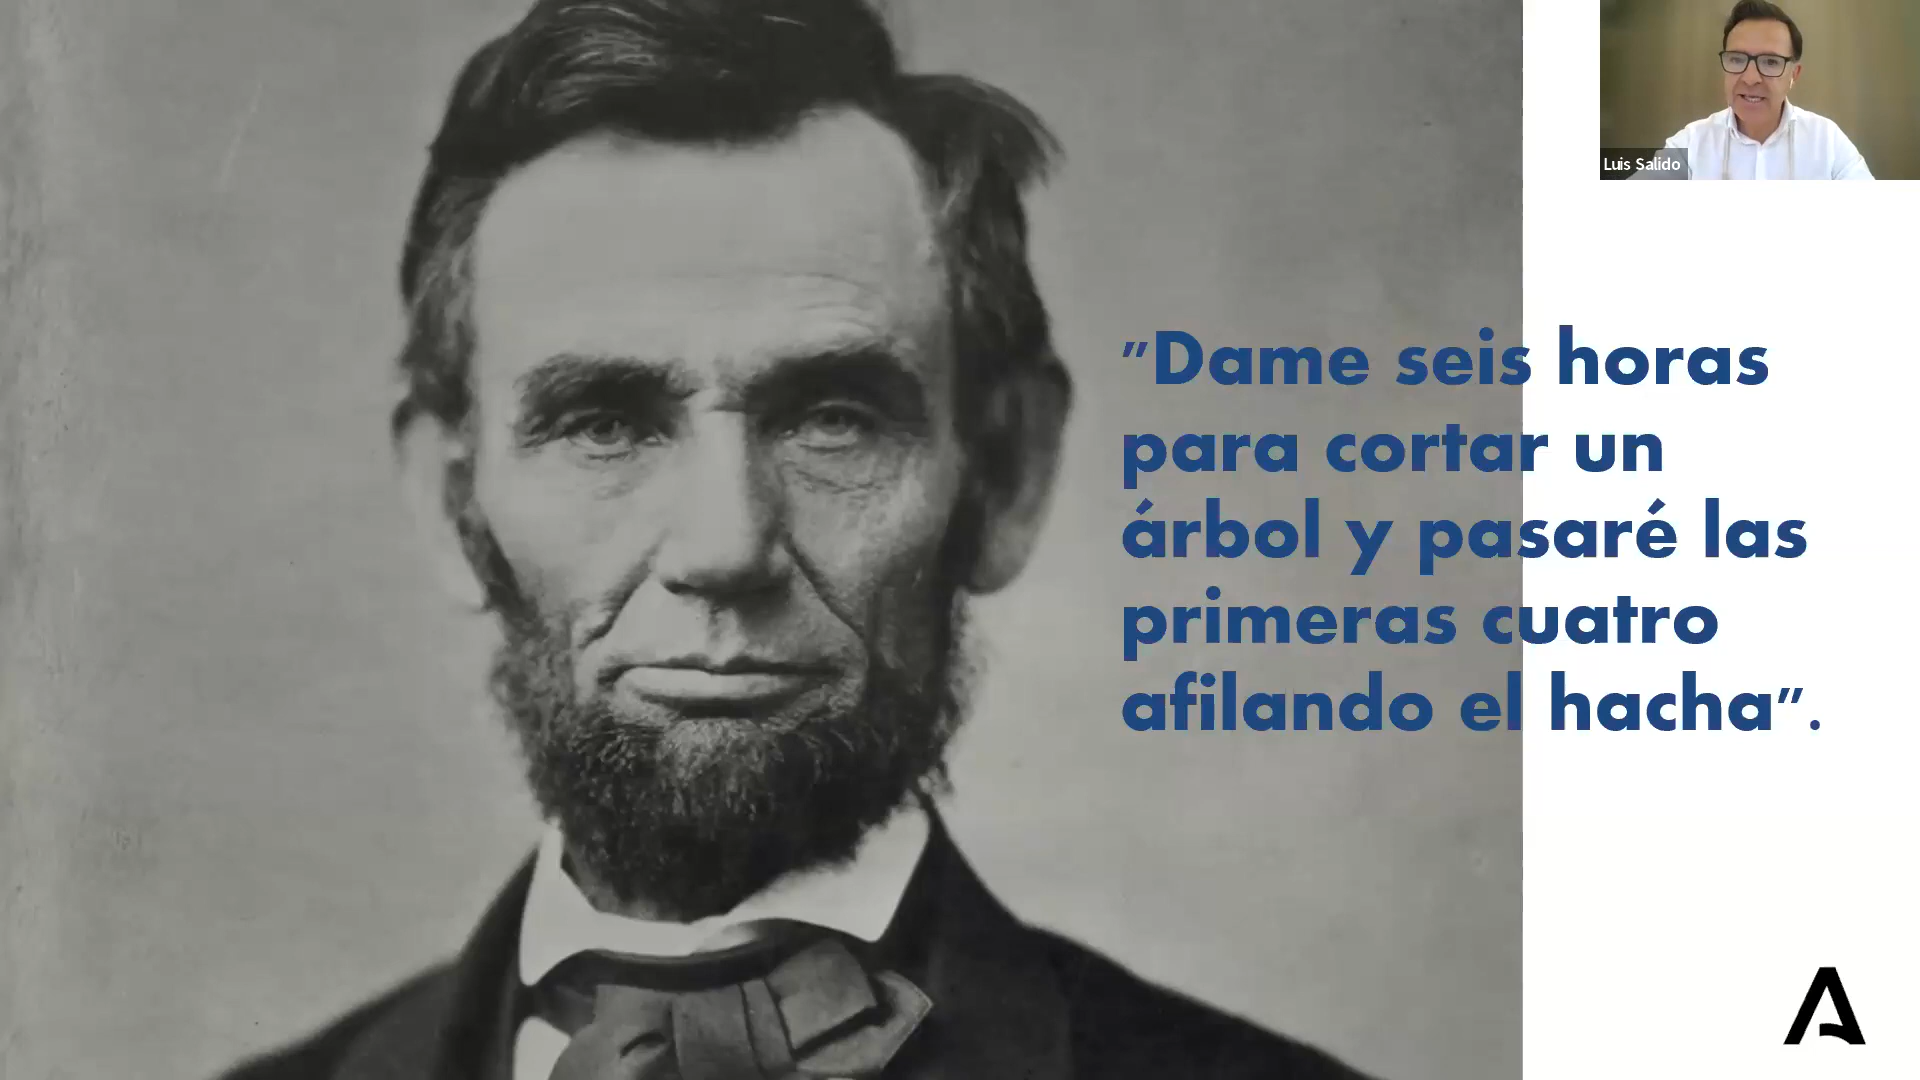 Luis Salido
"Dame seis horas
para cortar un
árbol y pasaré las
primeras cuatro
afilando el hacha".